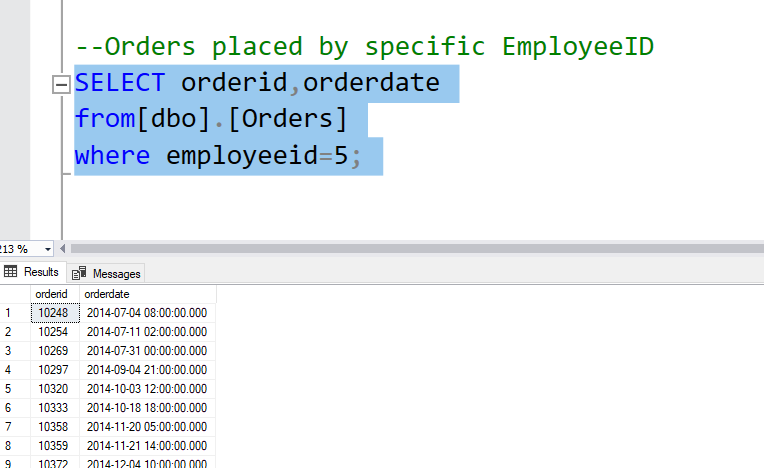 --Orders placed by specific EmployeeID
SELECT orderid,orderdate
from[dbo].[Orders]
where employeeid=5;
213 %
Results Messages
orderid orderdate
1 10248 2014-07-04 08:00:00.000
2 10254 2014-07-11 02:00:00.000
3 10269 2014-07-31 00:00:00.000
4 10297 2014-09-04 21:00:00.000
5 10320 2014-10-03 12:00:00.000
6 10333 2014-10-18 18:00:00.000
7 10358 2014-11-20 05:00:00.000
8 10359 2014-11-21 14:00:00.000
9 10372 2014-12-04 10:00:00.000